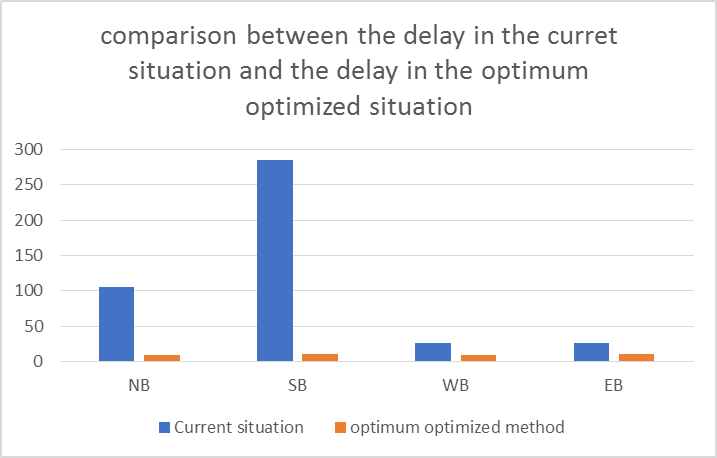 comparison between the delay in the curret
situation and the delay in the optimum
optimized situation
300
250
200
150
100
50
0
NB SB WB EB
Current situation optimum optimized method